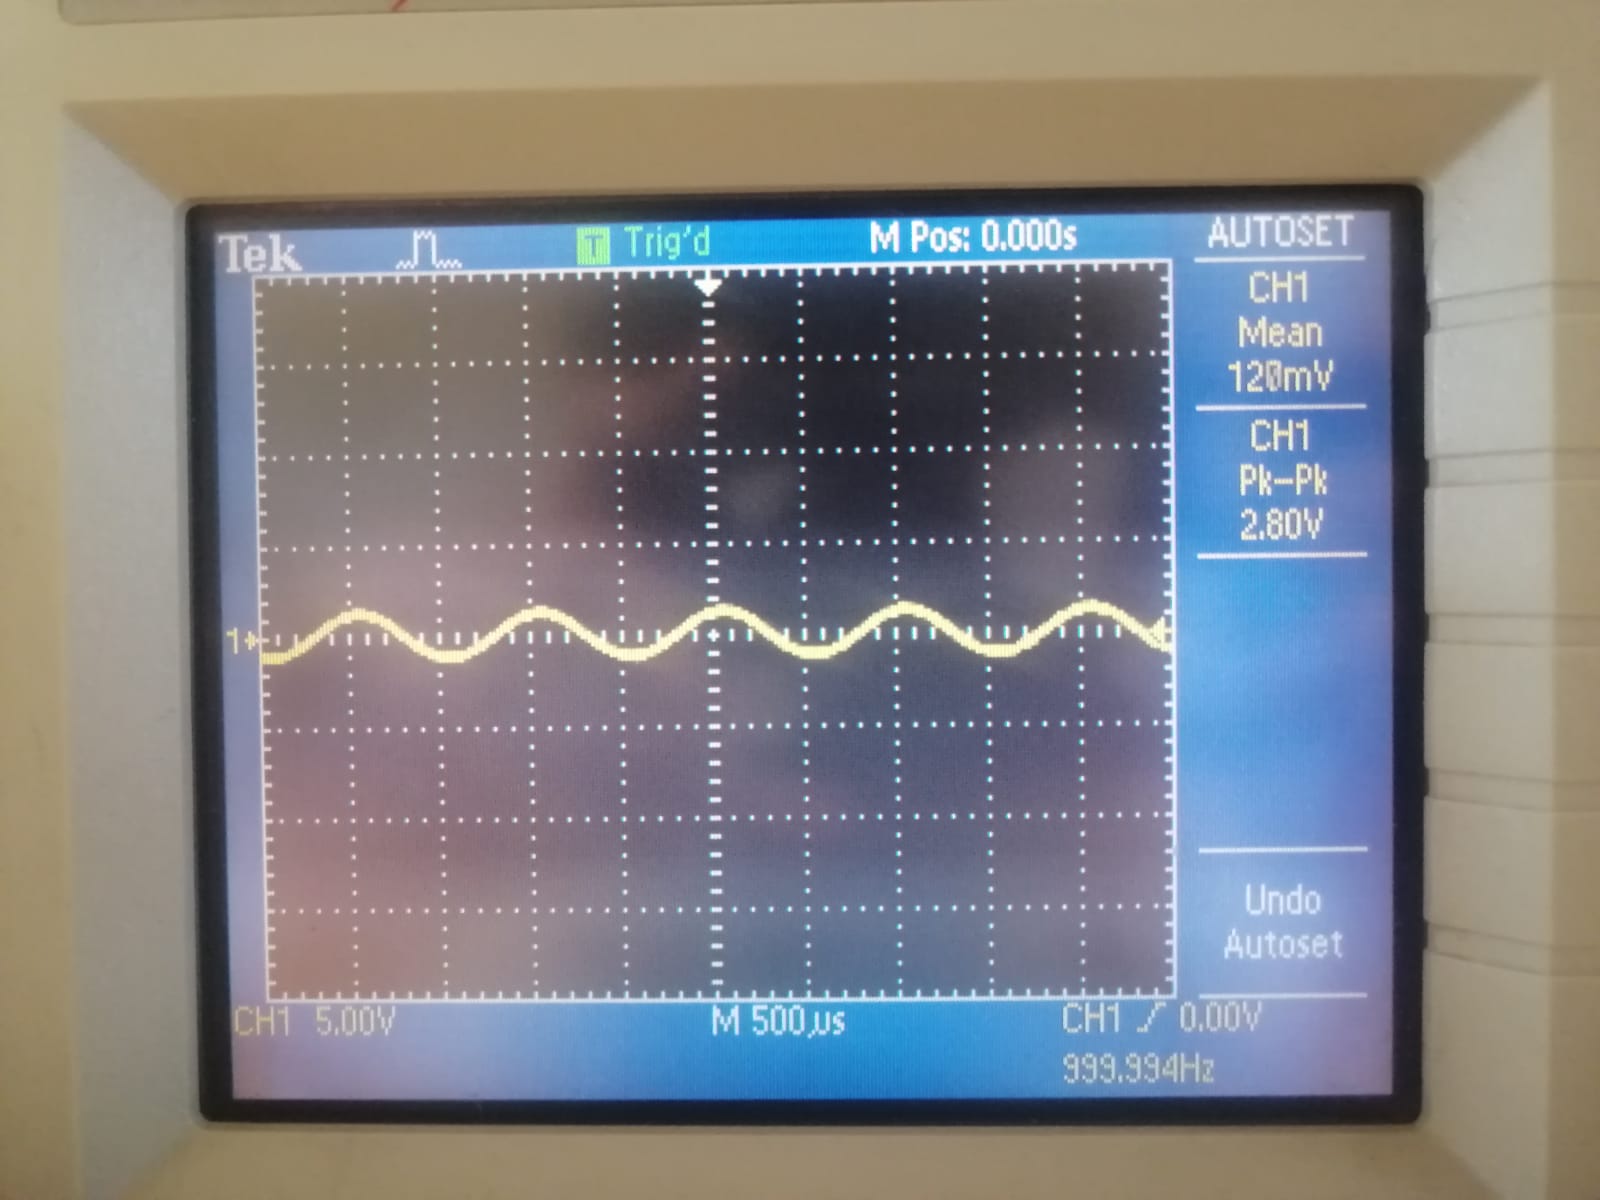 Tek
T Trig'd
M Pos: 0.000s
AUTOSET
CH1
Mean
120mV
CH1
Pk-Pk
2.80V
1
Undo
Autoset
CH1 5.00V
M 500µs
CH1 0.00V
999.994Hz